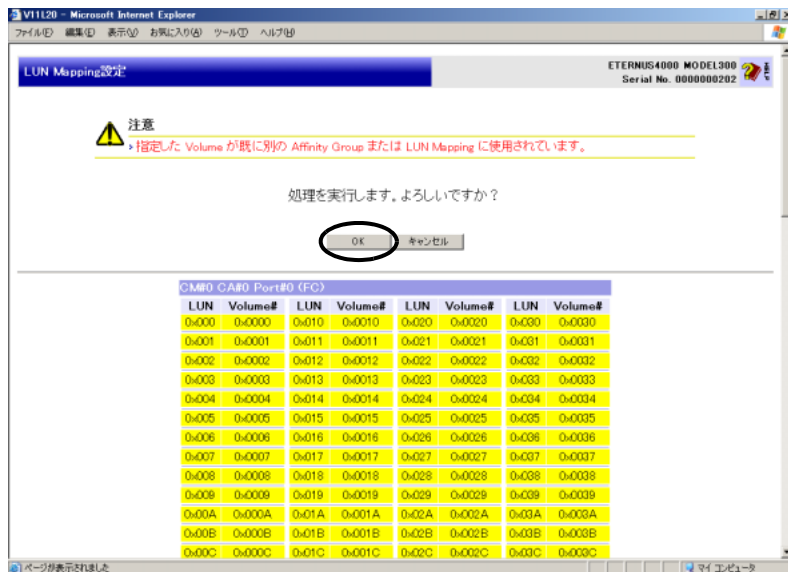 V11L20 - Microsoft Internet Explorer
ファイル(F) 編集(E) 表示(V) お気に入り(A) ツール(T) ヘルプ(H)
LUN Mapping設定
ETERNUS4000 MODEL300
Serial No. 0000000202
注意
指定した Volume が既に別の Affinity Group または LUN Mapping に使用されています。
処理を実行します。よろしいですか？
OK キャンセル
CM#0 CA#0 Port#0 (FC)
LUN Volume# LUN Volume# LUN Volume# LUN Volume#
0x000 0x0000 0x010 0x0010 0x020 0x0020 0x030 0x0030
0x001 0x0001 0x011 0x0011 0x021 0x0021 0x031 0x0031
0x002 0x0002 0x012 0x0012 0x022 0x0022 0x032 0x0032
0x003 0x0003 0x013 0x0013 0x023 0x0023 0x033 0x0033
0x004 0x0004 0x014 0x0014 0x024 0x0024 0x034 0x0034
0x005 0x0005 0x015 0x0015 0x025 0x0025 0x035 0x0035
0x006 0x0006 0x016 0x0016 0x026 0x0026 0x036 0x0036
0x007 0x0007 0x017 0x0017 0x027 0x0027 0x037 0x0037
0x008 0x0008 0x018 0x0018 0x028 0x0028 0x038 0x0038
0x009 0x0009 0x019 0x0019 0x029 0x0029 0x039 0x0039
0x00A 0x000A 0x01A 0x001A 0x02A 0x002A 0x03A 0x003A
0x00B 0x000B 0x01B 0x001B 0x02B 0x002B 0x03B 0x003B
0x00C 0x000C 0x01C 0x001C 0x02C 0x002C 0x03C 0x003C
ページが表示されました マイ コンピュータ